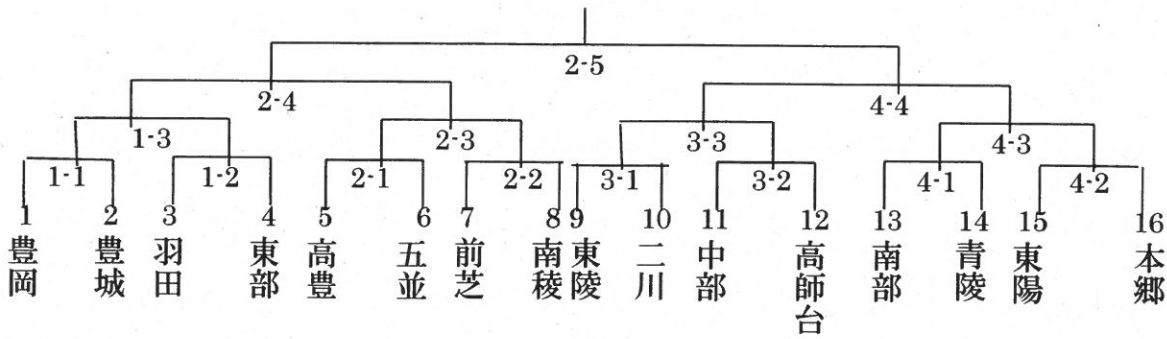 2-5
2-4
4-4
1-3
2-3
3-3
4-3
1-1
1-2
2-1
2-2
3-1
3-2
4-1
4-2
1
2
3
4
5
6
7
8
9
10
11
12
13
14
15
16
豊岡
豊城
羽田
東部
高豊
五並
前芝
南稜
東陵
二川
中部
高師台
南部
青陵
東陽
本郷